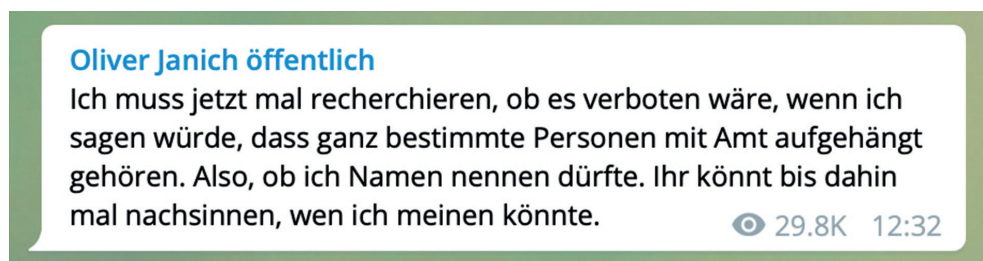 Oliver Janich öffentlich
Ich muss jetzt mal recherchieren, ob es verboten wäre, wenn ich
sagen würde, dass ganz bestimmte Personen mit Amt aufgehängt
gehören. Also, ob ich Namen nennen dürfte. Ihr könnt bis dahin
mal nachsinnen, wen ich meinen könnte.
29.8K 12:32